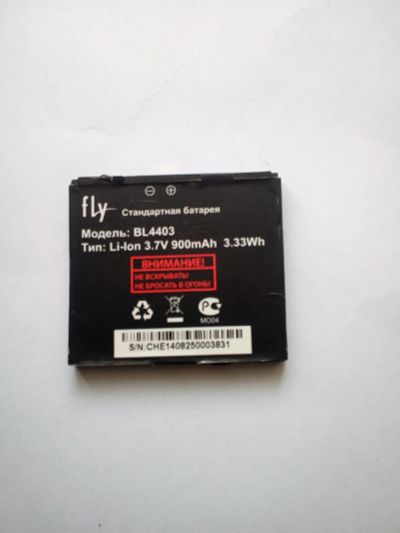 fly Стандартная батарея
Модель: BL4403
Тип: Li-Ion 3.7V 900mAh 3.33Wh
ВНИМАНИЕ!
НЕ ВСКРЫВАТЬ!
НЕ БРОСАТЬ В ОГОНЬ!
МО04
S/N:CHE1408250003831